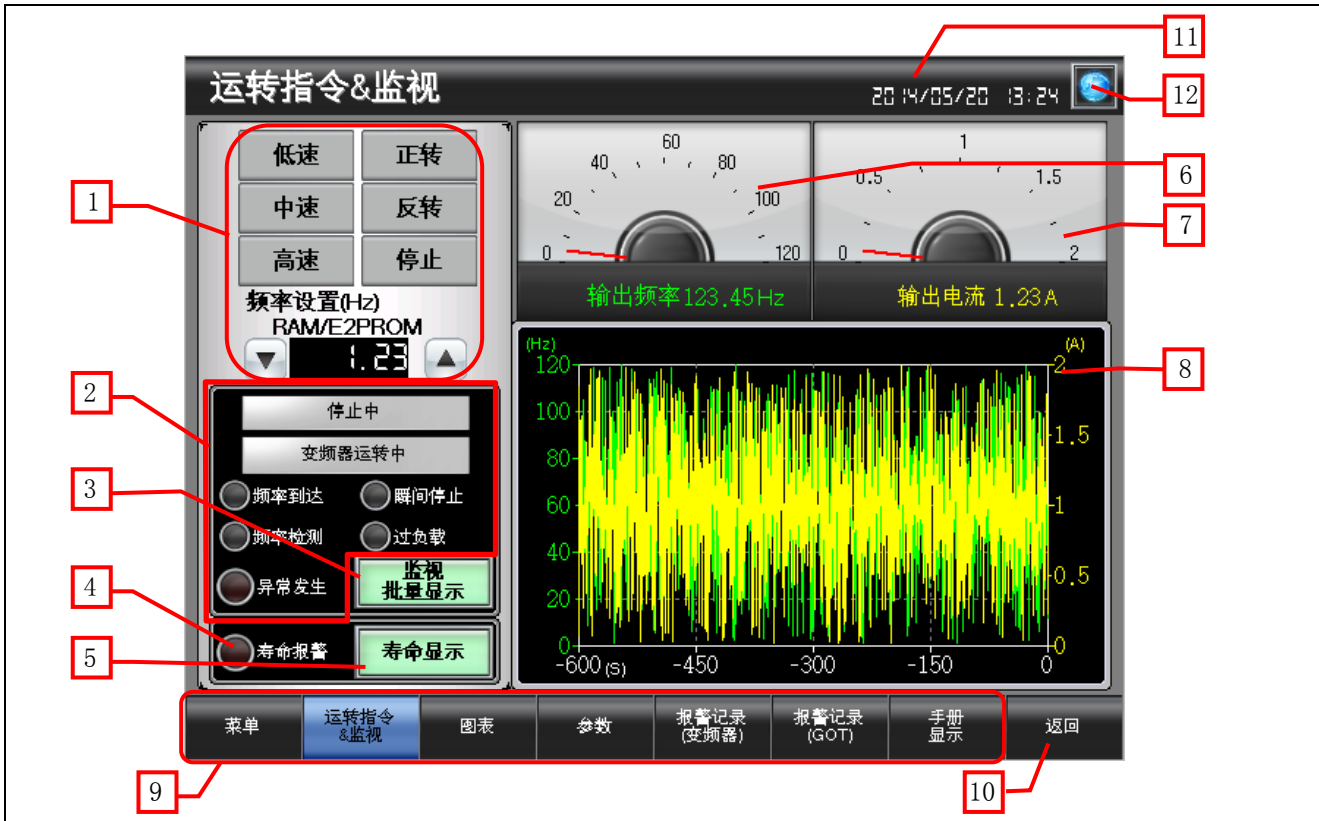 11
运转指令&监视
2014/05/20 13:24
12
低速 正转
中速 反转
高速 停止
频率设置(Hz)
RAM/E2PROM
1.23
1
0 20 40 60 80 100 120
输出频率123.45Hz
6
0 0.5 1 1.5 2
输出电流 1.23A
7
2
停止中
变频器运转中
频率到达 瞬间停止
频率检测 过负载
异常发生
3
监视
批量显示
4
寿命报警
5
寿命显示
(Hz)
120
100
80
60
40
20
0
(A)
2
1.5
1
0.5
0
8
-600 (S) -450 -300 -150 0
菜单
运转指令
&监视
图表
参数
报警记录
(变频器)
报警记录
(GOT)
手册
显示
返回
9
10